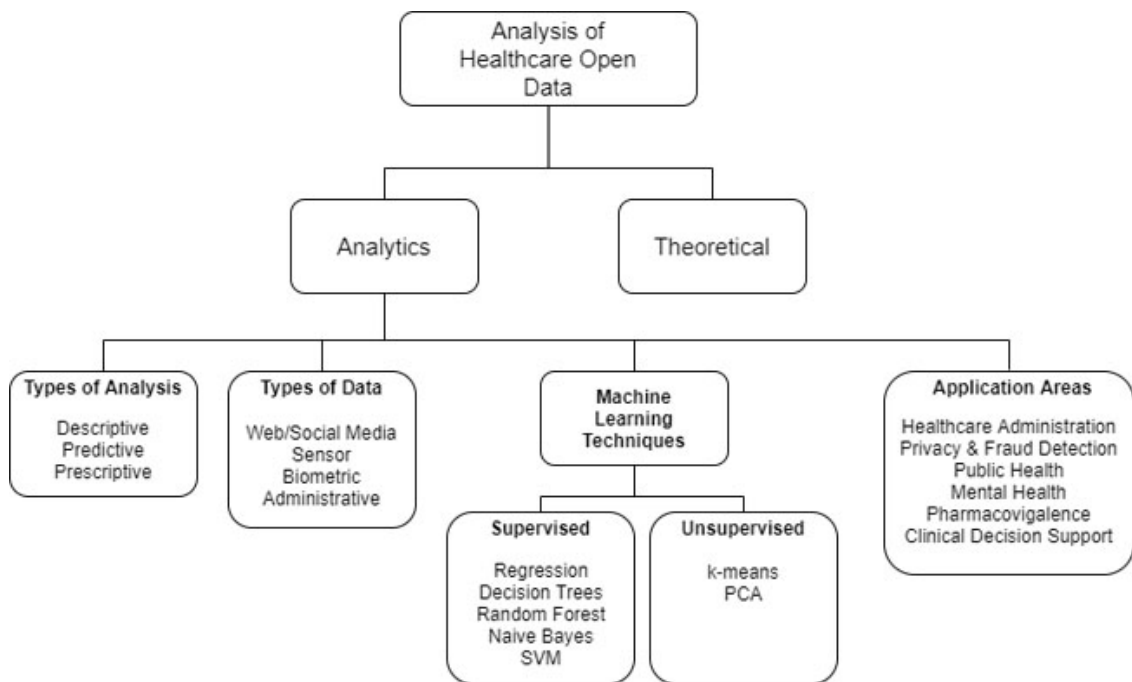 Analysis of
Healthcare Open
Data
Analytics
Theoretical
Types of Analysis
Descriptive
Predictive
Prescriptive
Types of Data
Web/Social Media
Sensor
Biometric
Administrative
Machine
Learning
Techniques
Application Areas
Healthcare Administration
Privacy & Fraud Detection
Public Health
Mental Health
Pharmacovigalence
Clinical Decision Support
Supervised
Regression
Decision Trees
Random Forest
Naive Bayes
SVM
Unsupervised
k-means
PCA